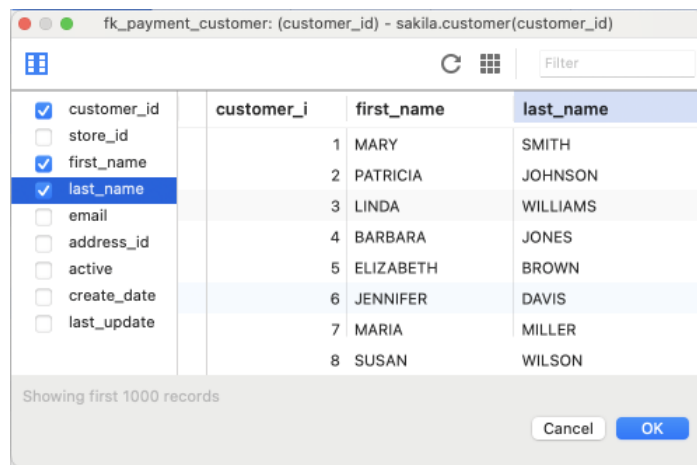 fk_payment_customer: (customer_id) - sakila.customer(customer_id)
Filter
customer_id
store_id
first_name
last_name
email
address_id
active
create_date
last_update
customer_i first_name last_name
1 MARY SMITH
2 PATRICIA JOHNSON
3 LINDA WILLIAMS
4 BARBARA JONES
5 ELIZABETH BROWN
6 JENNIFER DAVIS
7 MARIA MILLER
8 SUSAN WILSON
Showing first 1000 records
Cancel OK